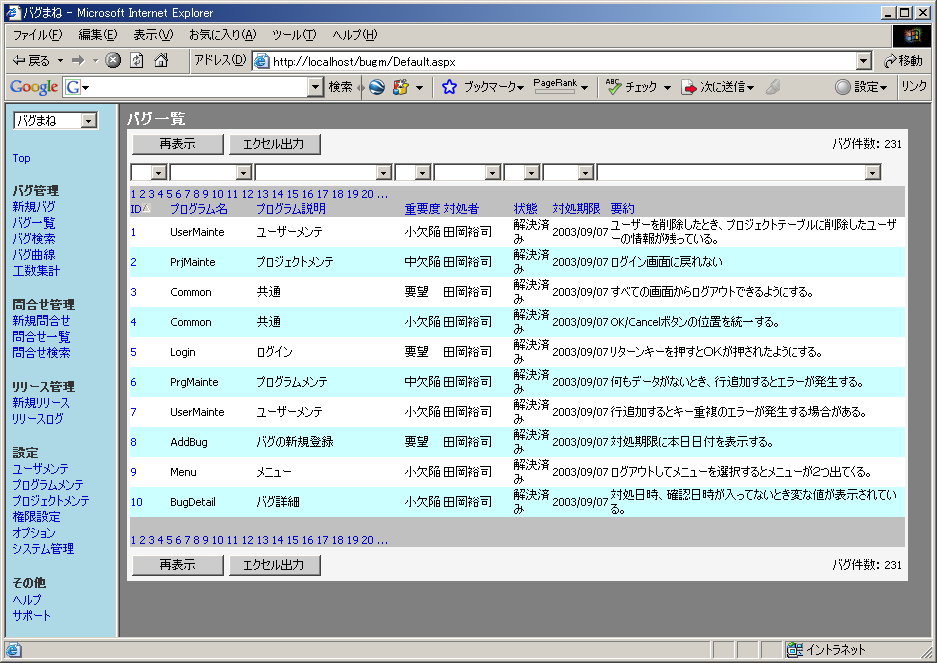 バグまね - Microsoft Internet Explorer
ファイル(F) 編集(E) 表示(V) お気に入り(A) ツール(T) ヘルプ(H)
戻る アドレス(D) http://localhost/bugm/Default.aspx 移動
Google G 検索 ブックマーク PageRank ABC チェック 次に送信 設定 リンク
バグまね
Top
バグ管理
新規バグ
バグ一覧
バグ検索
バグ曲線
工数集計
問合せ管理
新規問合せ
問合せ一覧
問合せ検索
リリース管理
新規リリース
リリースログ
設定
ユーザメンテ
プログラムメンテ
プロジェクトメンテ
権限設定
オプション
システム管理
その他
ヘルプ
サポート
バグ一覧
再表示 エクセル出力 バグ件数: 231
1 2 3 4 5 6 7 8 9 10 11 12 13 14 15 16 17 18 19 20 ...
ID プログラム名 プログラム説明 重要度 対処者 状態 対処期限 要約
1 UserMainte ユーザーメンテ 小欠陥 田岡裕司 解決済み 2003/09/07 ユーザーを削除したとき、プロジェクトテーブルに削除したユーザーの情報が残っている。
2 PrjMainte プロジェクトメンテ 中欠陥 田岡裕司 解決済み 2003/09/07 ログイン画面に戻れない
3 Common 共通 要望 田岡裕司 解決済み 2003/09/07 すべての画面からログアウトできるようにする。
4 Common 共通 小欠陥 田岡裕司 解決済み 2003/09/07 OK/Cancelボタンの位置を統一する。
5 Login ログイン 要望 田岡裕司 解決済み 2003/09/07 リターンキーを押すとOKが押されたようにする。
6 PrgMainte プログラムメンテ 中欠陥 田岡裕司 解決済み 2003/09/07 何もデータがないとき、行追加するとエラーが発生する。
7 UserMainte ユーザーメンテ 小欠陥 田岡裕司 解決済み 2003/09/07 行追加するとキー重複のエラーが発生する場合がある。
8 AddBug バグの新規登録 要望 田岡裕司 解決済み 2003/09/07 対処期限に本日日付を表示する。
9 Menu メニュー 小欠陥 田岡裕司 解決済み 2003/09/07 ログアウトしてメニューを選択するとメニューが2つ出てくる。
10 BugDetail バグ詳細 小欠陥 田岡裕司 解決済み 2003/09/07 対処日時、確認日時が入ってないとき変な値が表示されている。
1 2 3 4 5 6 7 8 9 10 11 12 13 14 15 16 17 18 19 20 ...
再表示 エクセル出力 バグ件数: 231
イントラネット